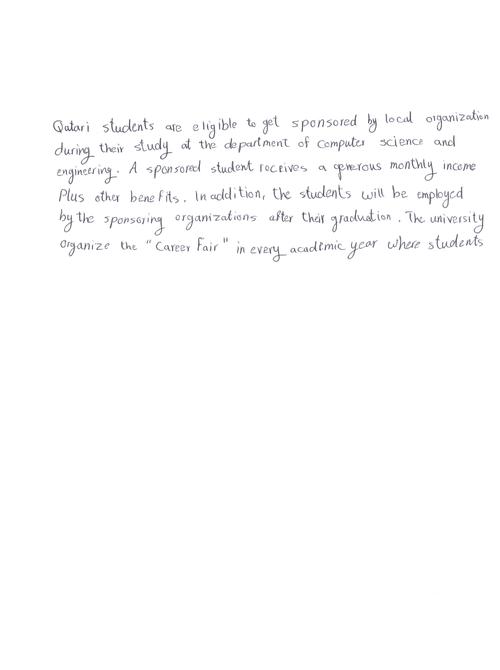 Qatari students are eligible to get sponsored by local organization
during their study at the department of Computer science and
engineering. A sponsored student receives a generous monthly income
Plus other benefits. In addition, the students will be employed
by the sponsoring organizations after their graduation. The university
organize the "Career Fair" in every academic year where students